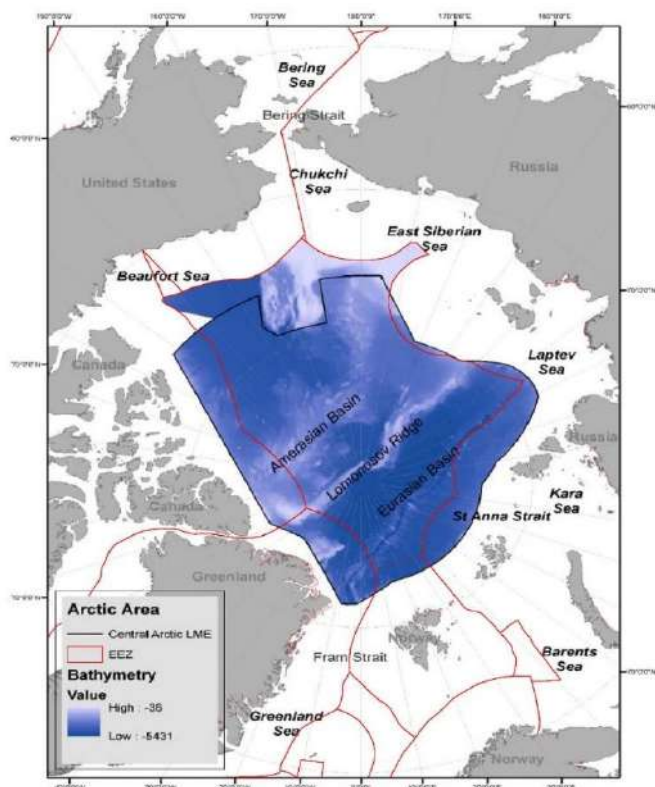 Bering
Sea
Bering Strait
Chukchi
Sea
Russia
United States
East Siberian
Sea
Beaufort Sea
Laptev
Sea
Canada
Amerasian Basin
Lomonosov Ridge
Eurasian Basin
Russia
Kara
Sea
St Anna Strait
Canada
Greenland
Norway
Fram Strait
Barents
Sea
Greenland
Sea
Norway
Arctic Area
Central Arctic LME
EEZ
Bathymetry
Value
High : -36
Low : -5431